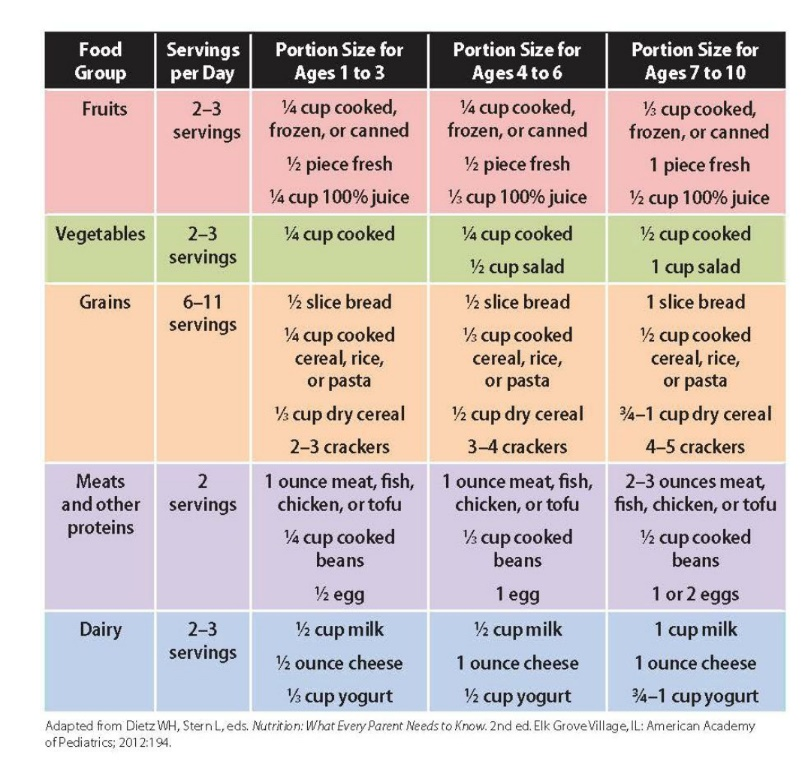 Food Group
Servings per Day
Portion Size for Ages 1 to 3
Portion Size for Ages 4 to 6
Portion Size for Ages 7 to 10
Fruits
2–3 servings
¼ cup cooked, frozen, or canned
½ piece fresh
¼ cup 100% juice
¼ cup cooked, frozen, or canned
½ piece fresh
⅓ cup 100% juice
⅓ cup cooked, frozen, or canned
1 piece fresh
½ cup 100% juice
Vegetables
2–3 servings
¼ cup cooked
¼ cup cooked
½ cup salad
½ cup cooked
1 cup salad
Grains
6–11 servings
½ slice bread
¼ cup cooked cereal, rice, or pasta
⅓ cup dry cereal
2–3 crackers
½ slice bread
⅓ cup cooked cereal, rice, or pasta
½ cup dry cereal
3–4 crackers
1 slice bread
½ cup cooked cereal, rice, or pasta
¾–1 cup dry cereal
4–5 crackers
Meats and other proteins
2 servings
1 ounce meat, fish, chicken, or tofu
¼ cup cooked beans
½ egg
1 ounce meat, fish, chicken, or tofu
⅓ cup cooked beans
1 egg
2–3 ounces meat, fish, chicken, or tofu
½ cup cooked beans
1 or 2 eggs
Dairy
2–3 servings
½ cup milk
½ ounce cheese
⅓ cup yogurt
½ cup milk
1 ounce cheese
½ cup yogurt
1 cup milk
1 ounce cheese
¾–1 cup yogurt
Adapted from Dietz WH, Stern L, eds. Nutrition: What Every Parent Needs to Know. 2nd ed. Elk Grove Village, IL: American Academy
of Pediatrics; 2012:194.